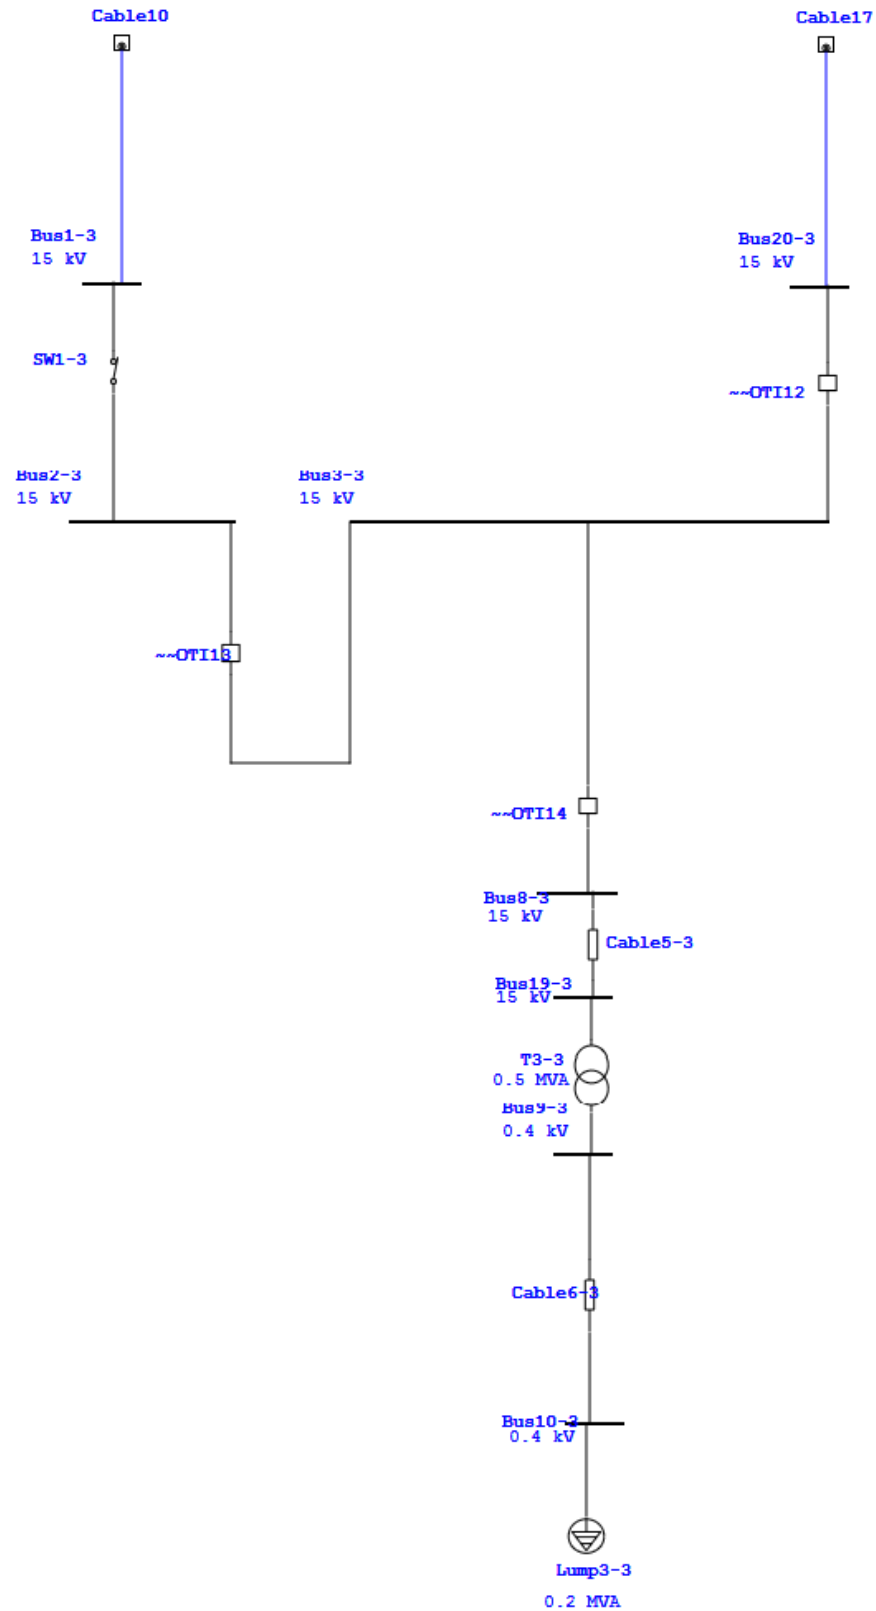 Cable10
Cable17
Bus1-3
15 kV
Bus20-3
15 kV
SW1-3
~~OTI12
Bus2-3
15 kV
Bus3-3
15 kV
~~OTI13
~~OTI14
Bus8-3
15 kV
Cable5-3
Bus19-3
15 kV
T3-3
0.5 MVA
Bus9-3
0.4 kV
Cable6-3
Bus10-3
0.4 kV
Lump3-3
0.2 MVA